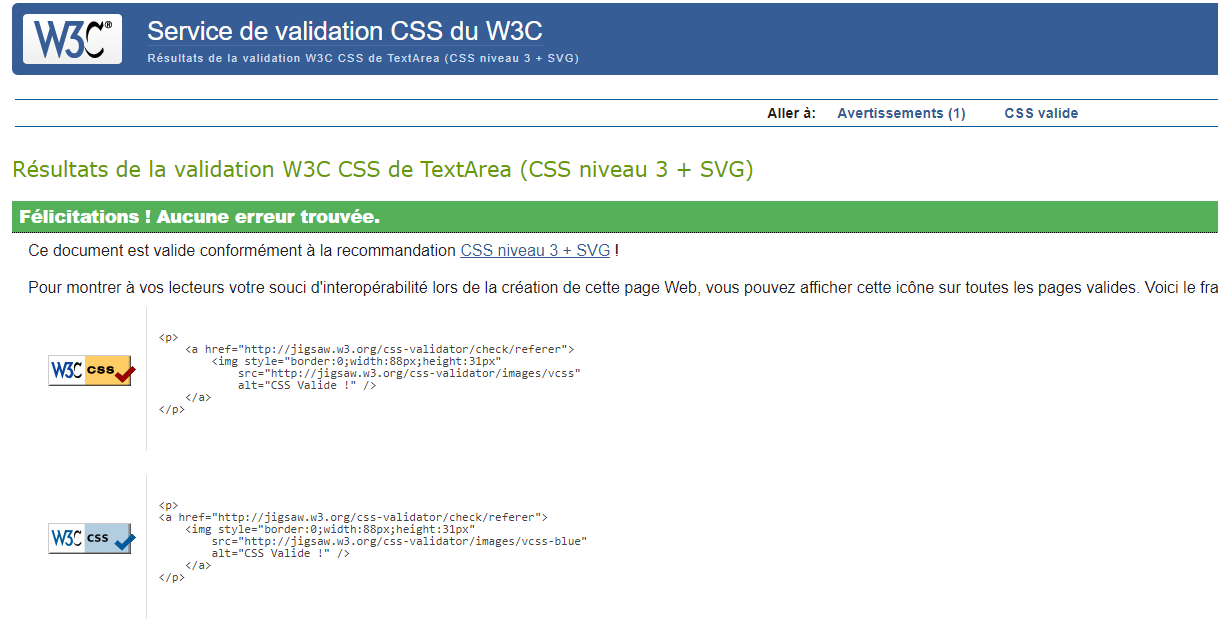 W3C® Service de validation CSS du W3C
Résultats de la validation W3C CSS de TextArea (CSS niveau 3 + SVG)
Aller à: Avertissements (1) CSS valide
Résultats de la validation W3C CSS de TextArea (CSS niveau 3 + SVG)
Félicitations ! Aucune erreur trouvée.
Ce document est valide conformément à la recommandation CSS niveau 3 + SVG !
Pour montrer à vos lecteurs votre souci d'interopérabilité lors de la création de cette page Web, vous pouvez afficher cette icône sur toutes les pages valides. Voici le fra
W3C css
<p>
<a href="http://jigsaw.w3.org/css-validator/check/referer">
<img style="border:0;width:88px;height:31px"
src="http://jigsaw.w3.org/css-validator/images/vcss"
alt="CSS Valide !" />
</a>
</p>
W3C css
<p>
<a href="http://jigsaw.w3.org/css-validator/check/referer">
<img style="border:0;width:88px;height:31px"
src="http://jigsaw.w3.org/css-validator/images/vcss-blue"
alt="CSS Valide !" />
</a>
</p>